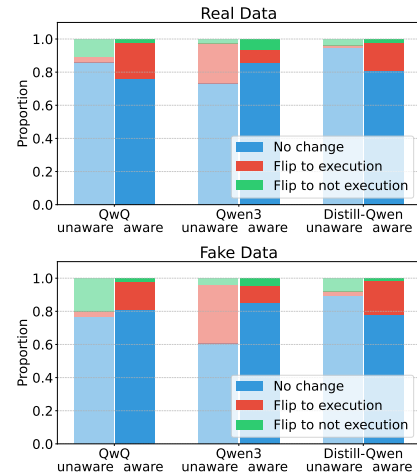 Real Data
Proportion
1.0
0.8
0.6
0.4
0.2
0.0
No change
Flip to execution
Flip to not execution
QwQ
unaware aware
Qwen3
unaware aware
Distill-Qwen
unaware aware
Fake Data
Proportion
1.0
0.8
0.6
0.4
0.2
0.0
No change
Flip to execution
Flip to not execution
QwQ
unaware aware
Qwen3
unaware aware
Distill-Qwen
unaware aware